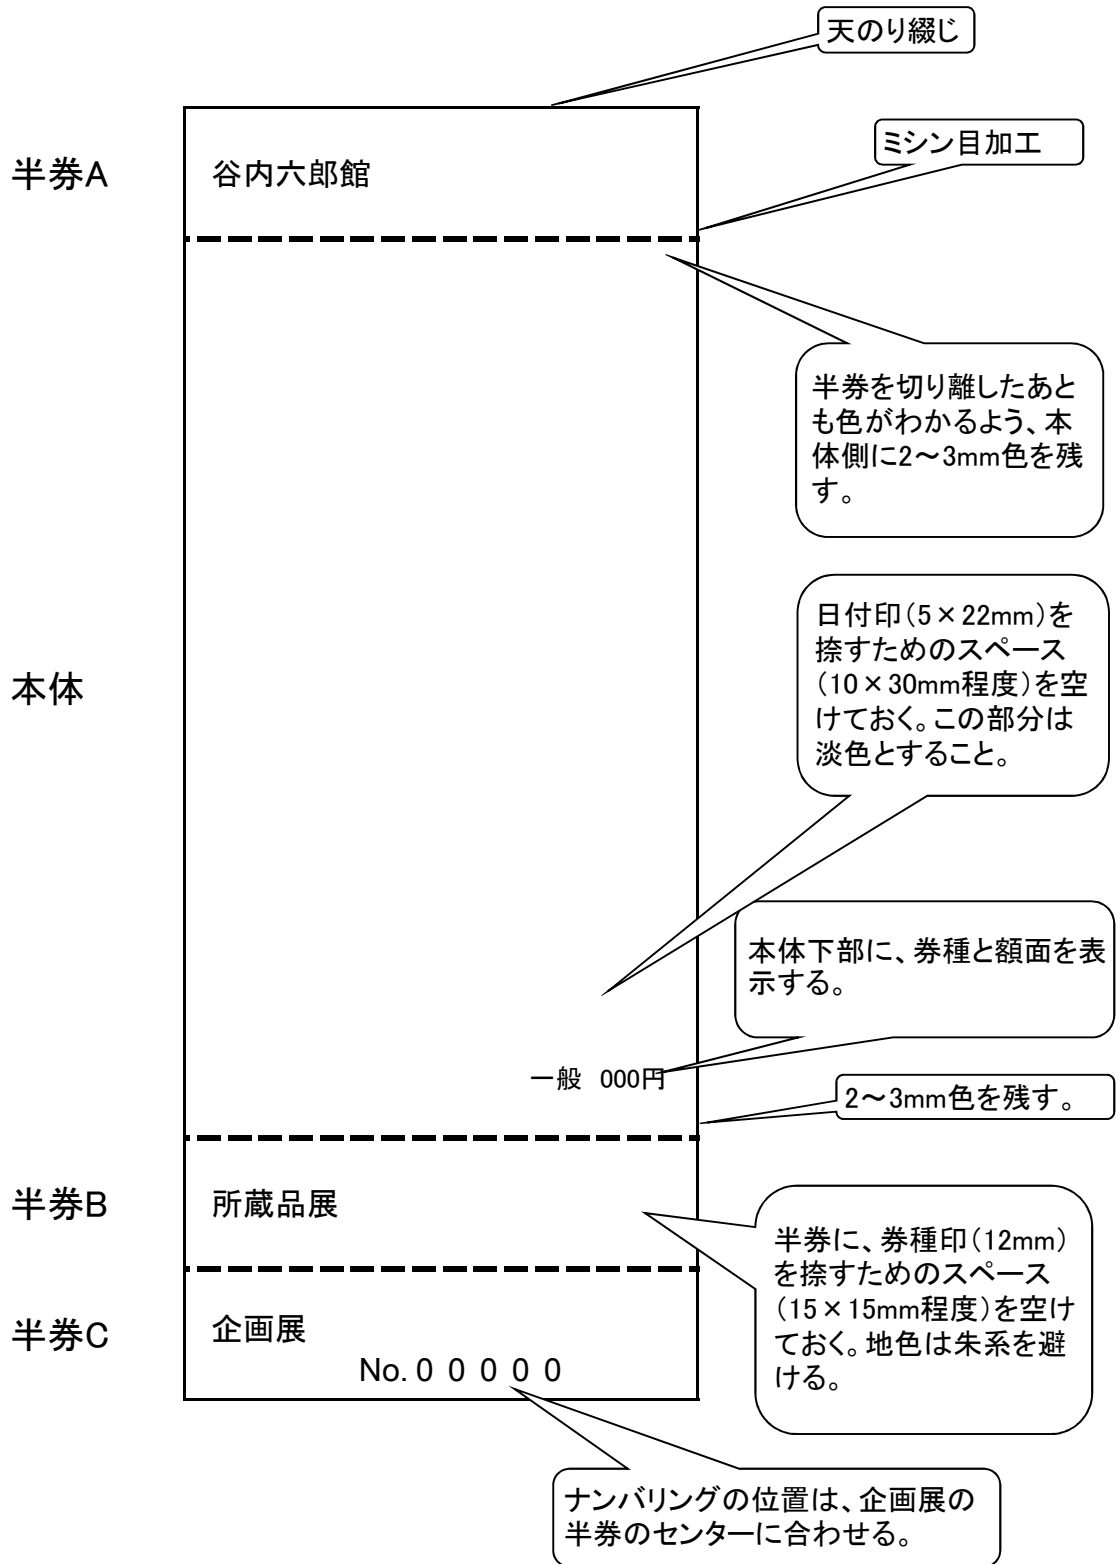 天のり綴じ
ミシン目加工
半券A
谷内六郎館
半券を切り離したあと
も色がわかるよう、本
体側に2～3mm色を残
す。
日付印（5×22mm）を
捺すためのスペース
（10×30mm程度）を空
けておく。この部分は
淡色とすること。
本体
本体下部に、券種と額面を表
示する。
一般 000円
2～3mm色を残す。
半券B
所蔵品展
半券に、券種印（12mm）
を捺すためのスペース
（15×15mm程度）を空け
ておく。地色は朱系を避
ける。
半券C
企画展
No.０００００
ナンバリングの位置は、企画展の
半券のセンターに合わせる。